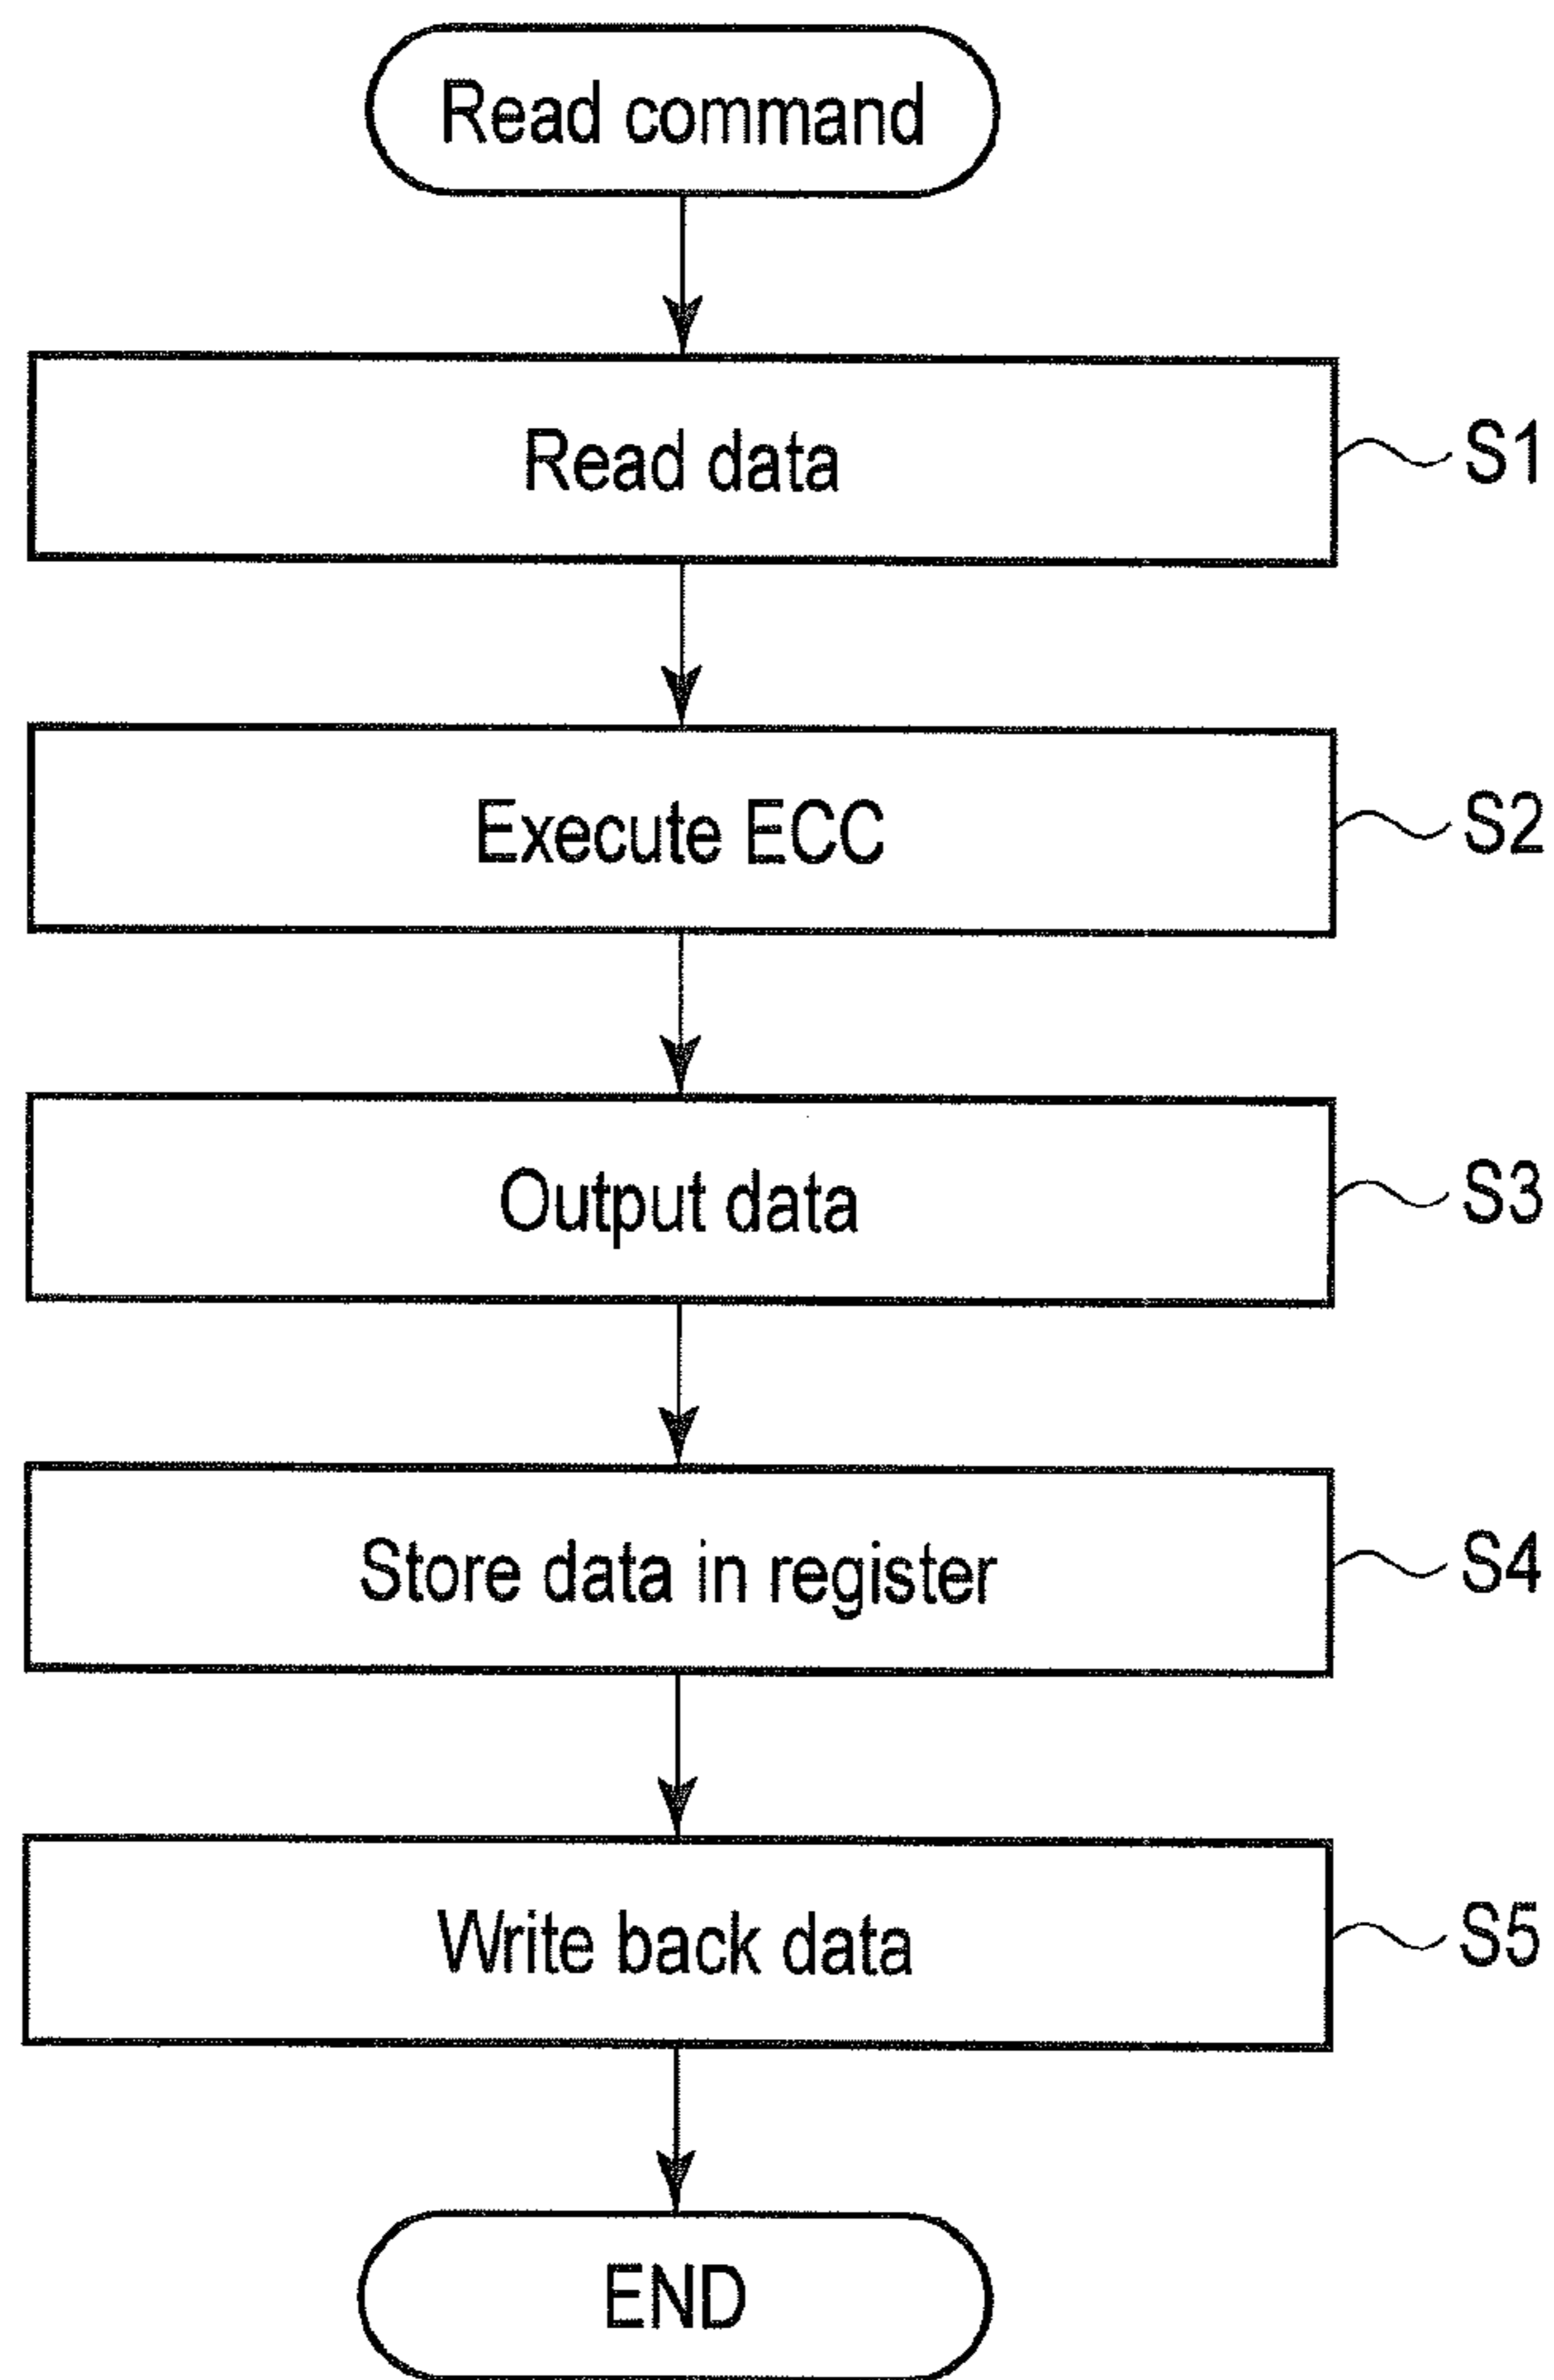 Read command
Read data
S1
Execute ECC
S2
Output data
S3
Store data in register
S4
Write back data
S5
END